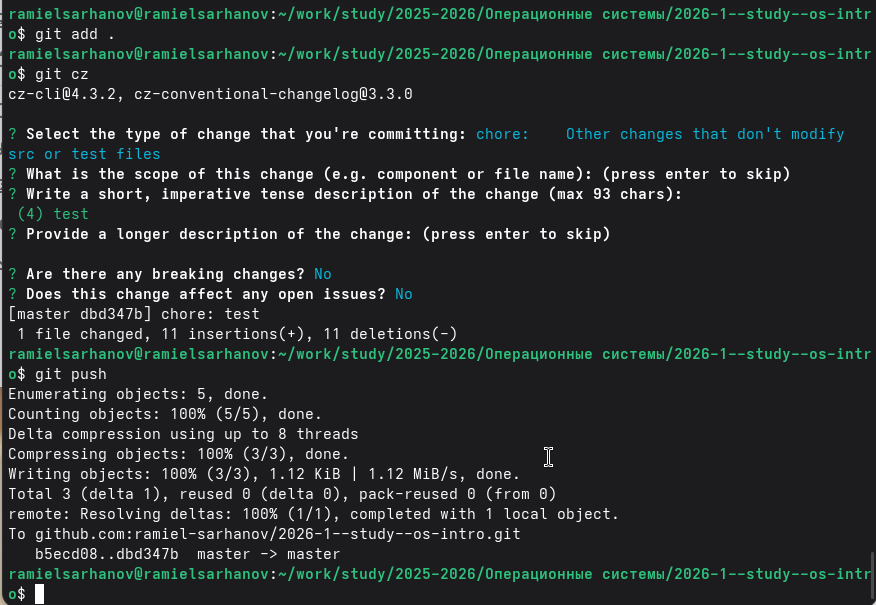 ramielsarhanov@ramielsarhanov:~/work/study/2025-2026/Операционные системы/2026-1--study--os-intr
o$ git add .
ramielsarhanov@ramielsarhanov:~/work/study/2025-2026/Операционные системы/2026-1--study--os-intr
o$ git cz
cz-cli@4.3.2, cz-conventional-changelog@3.3.0
? Select the type of change that you're committing: chore:    Other changes that don't modify
src or test files
? What is the scope of this change (e.g. component or file name): (press enter to skip)
? Write a short, imperative tense description of the change (max 93 chars):
 (4) test
? Provide a longer description of the change: (press enter to skip)
? Are there any breaking changes? No
? Does this change affect any open issues? No
[master dbd347b] chore: test
 1 file changed, 11 insertions(+), 11 deletions(-)
ramielsarhanov@ramielsarhanov:~/work/study/2025-2026/Операционные системы/2026-1--study--os-intr
o$ git push
Enumerating objects: 5, done.
Counting objects: 100% (5/5), done.
Delta compression using up to 8 threads
Compressing objects: 100% (3/3), done.
Writing objects: 100% (3/3), 1.12 KiB | 1.12 MiB/s, done.
Total 3 (delta 1), reused 0 (delta 0), pack-reused 0 (from 0)
remote: Resolving deltas: 100% (1/1), completed with 1 local object.
To github.com:ramiel-sarhanov/2026-1--study--os-intro.git
   b5ecd08..dbd347b  master -> master
ramielsarhanov@ramielsarhanov:~/work/study/2025-2026/Операционные системы/2026-1--study--os-intr
o$